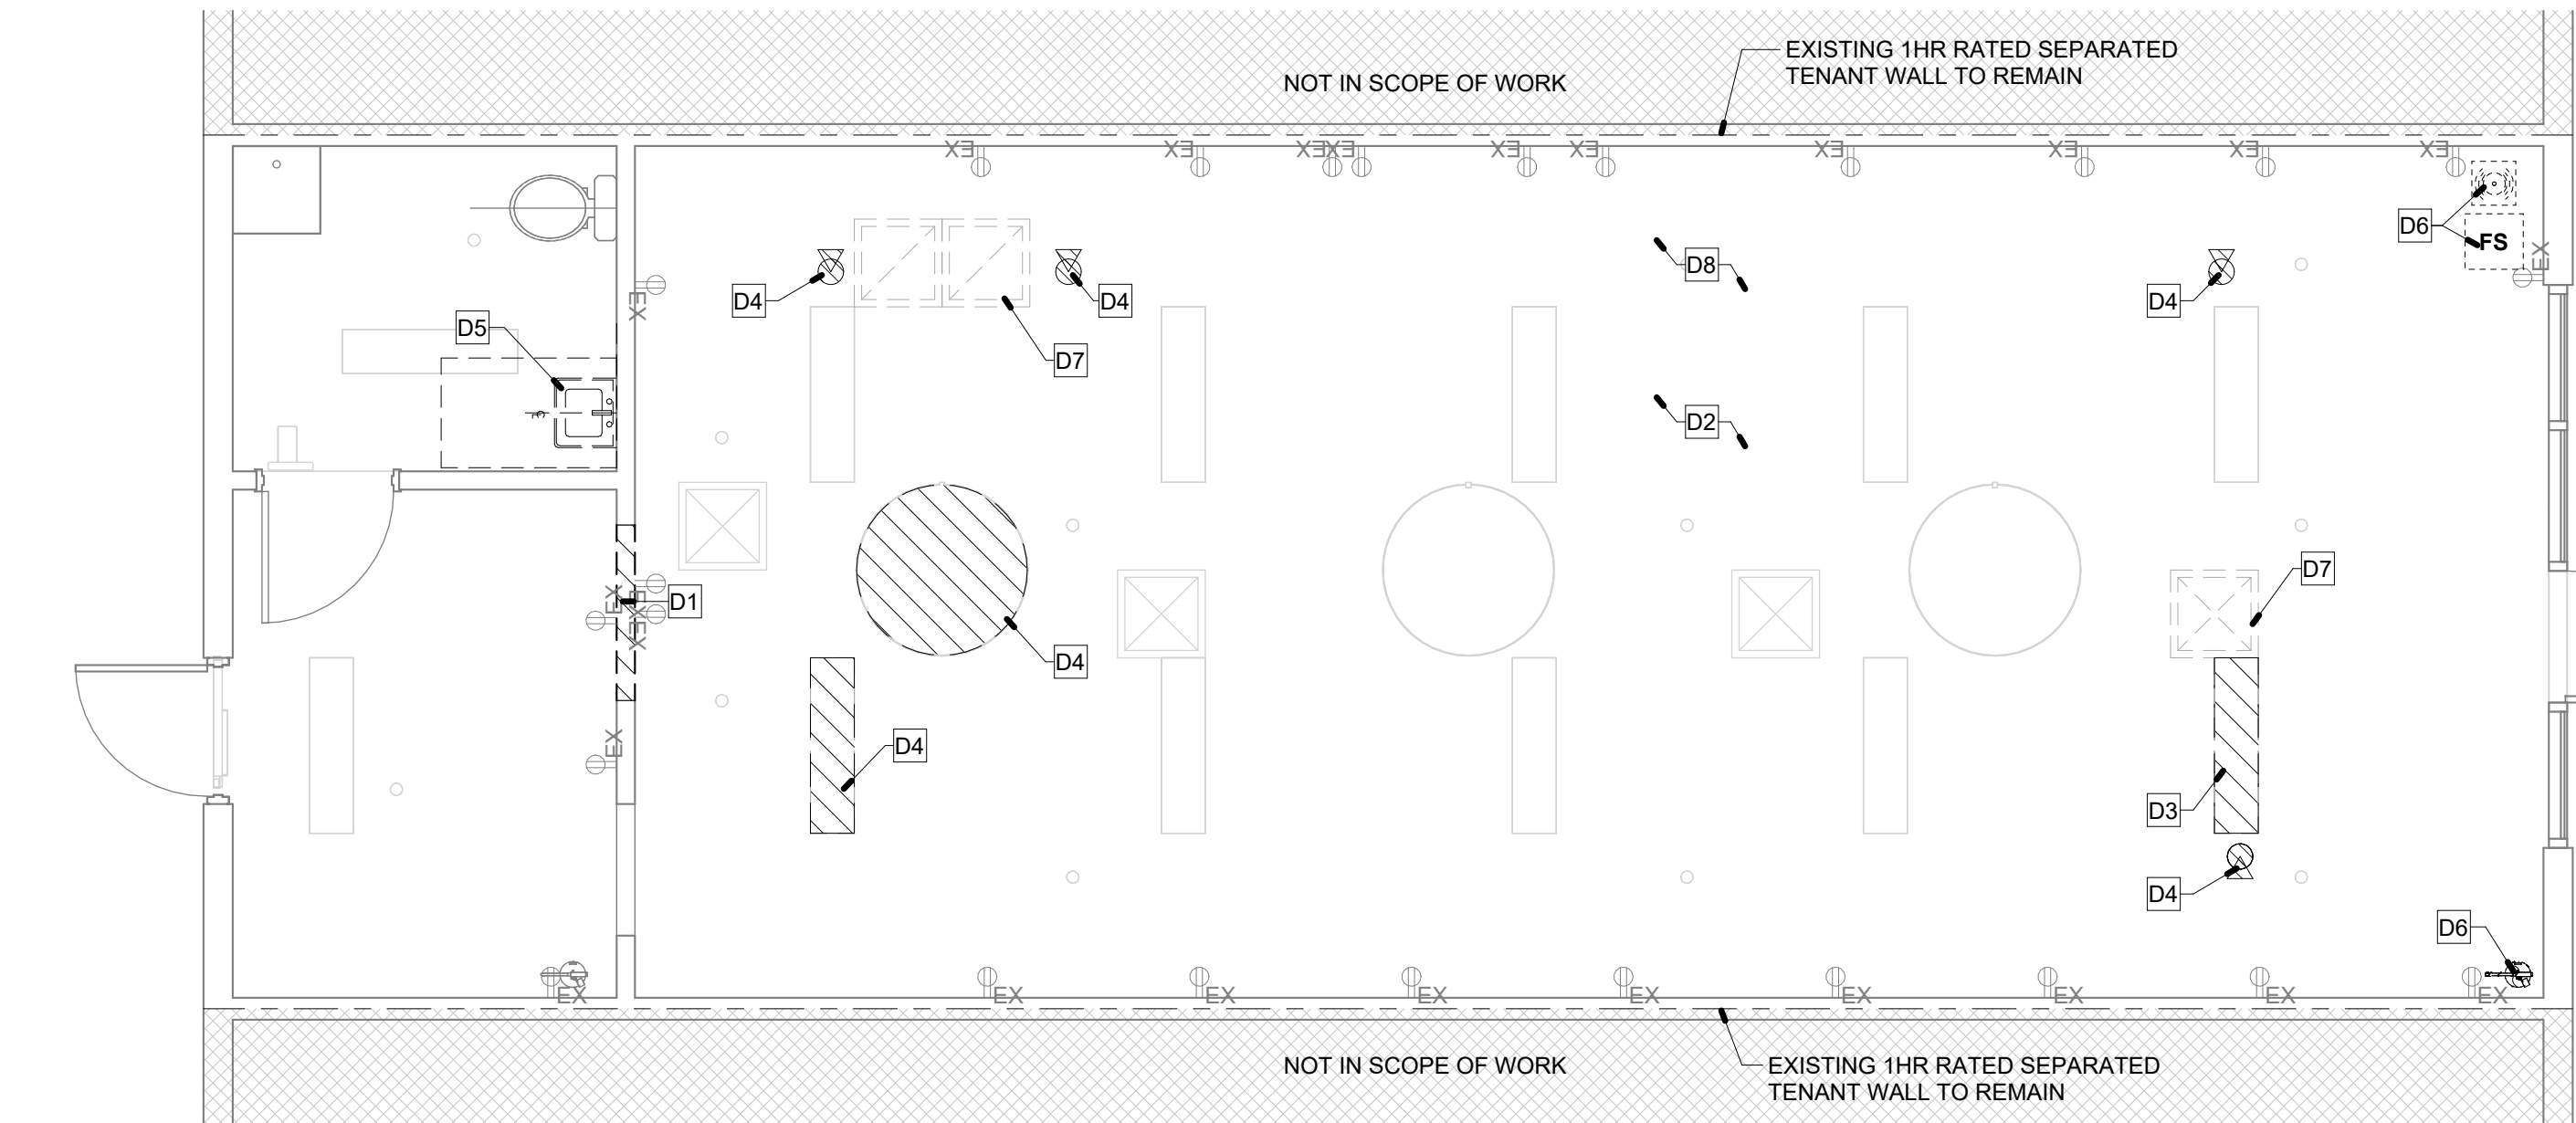 EXISTING 1HR RATED SEPARATED
TENANT WALL TO REMAIN
NOT IN SCOPE OF WORK
EX
EX
EX
EX
EX
EX
EX
EX
EX
EX
D6
FS
EX
D8
D4
D4
D4
EX
D5
D7
D2
D7
EX
D1
EX
EX
D4
D4
EX
D3
D4
D6
EX
EX
EX
EX
EX
EX
EX
EX
EX
NOT IN SCOPE OF WORK
EXISTING 1HR RATED SEPARATED
TENANT WALL TO REMAIN